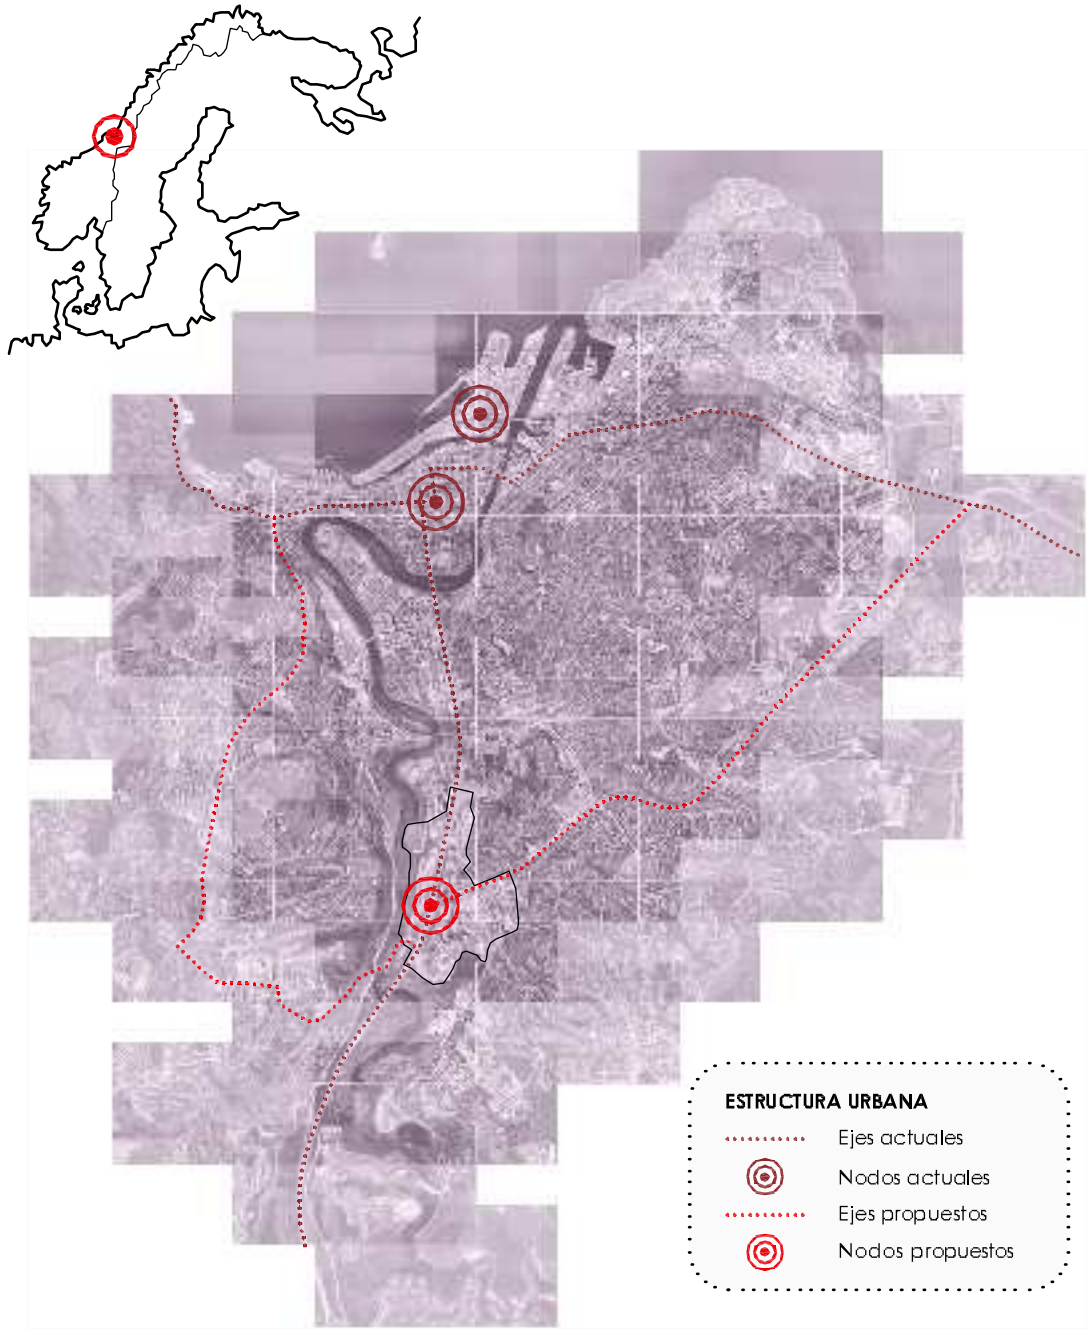 ESTRUCTURA URBANA
Ejes actuales
Nodos actuales
Ejes propuestos
Nodos propuestos